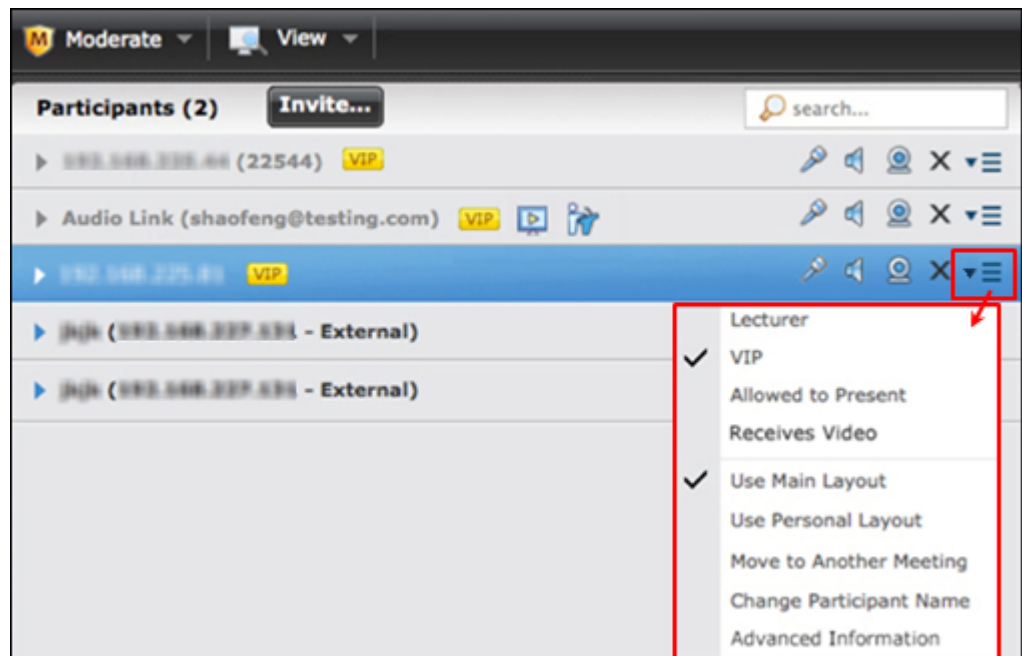 M Moderate View
Participants (2) Invite... search...
(22544) VIP
Audio Link (shaofeng@testing.com) VIP
VIP
- External)
- External)
Lecturer
VIP
Allowed to Present
Receives Video
Use Main Layout
Use Personal Layout
Move to Another Meeting
Change Participant Name
Advanced Information